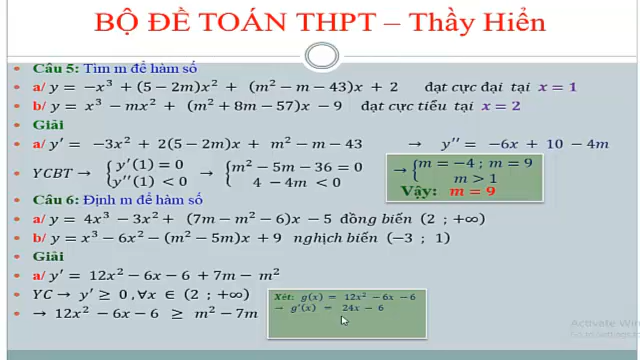 BỘ ĐỀ TOÁN THPT – Thầy Hiển
Câu 5: Tìm m để hàm số
a/ y = −x³ + (5 − 2m)x² + (m² − m − 43)x + 2 đạt cực đại tại x = 1
b/ y = x³ − mx² + (m² + 8m − 57)x − 9 đạt cực tiểu tại x = 2
Giải
a/ y′ = −3x² + 2(5 − 2m)x + m² − m − 43 → y′′ = −6x + 10 − 4m
YCBT → { y′(1) = 0 ; y′′(1) < 0 → { m² − 5m − 36 = 0 ; 4 − 4m < 0
→ { m = −4 ; m = 9
m > 1
Vậy: m = 9
Câu 6: Định m để hàm số
a/ y = 4x³ − 3x² + (7m − m² − 6)x − 5 đồng biến (2 ; +∞)
b/ y = x³ − 6x² − (m² − 5m)x + 9 nghịch biến (−3 ; 1)
Giải
a/ y′ = 12x² − 6x − 6 + 7m − m²
YC → y′ ≥ 0, ∀x ∈ (2 ; +∞)
→ 12x² − 6x − 6 ≥ m² − 7m
Xét: g(x) = 12x² − 6x − 6
→ g′(x) = 24x − 6
Activate Win